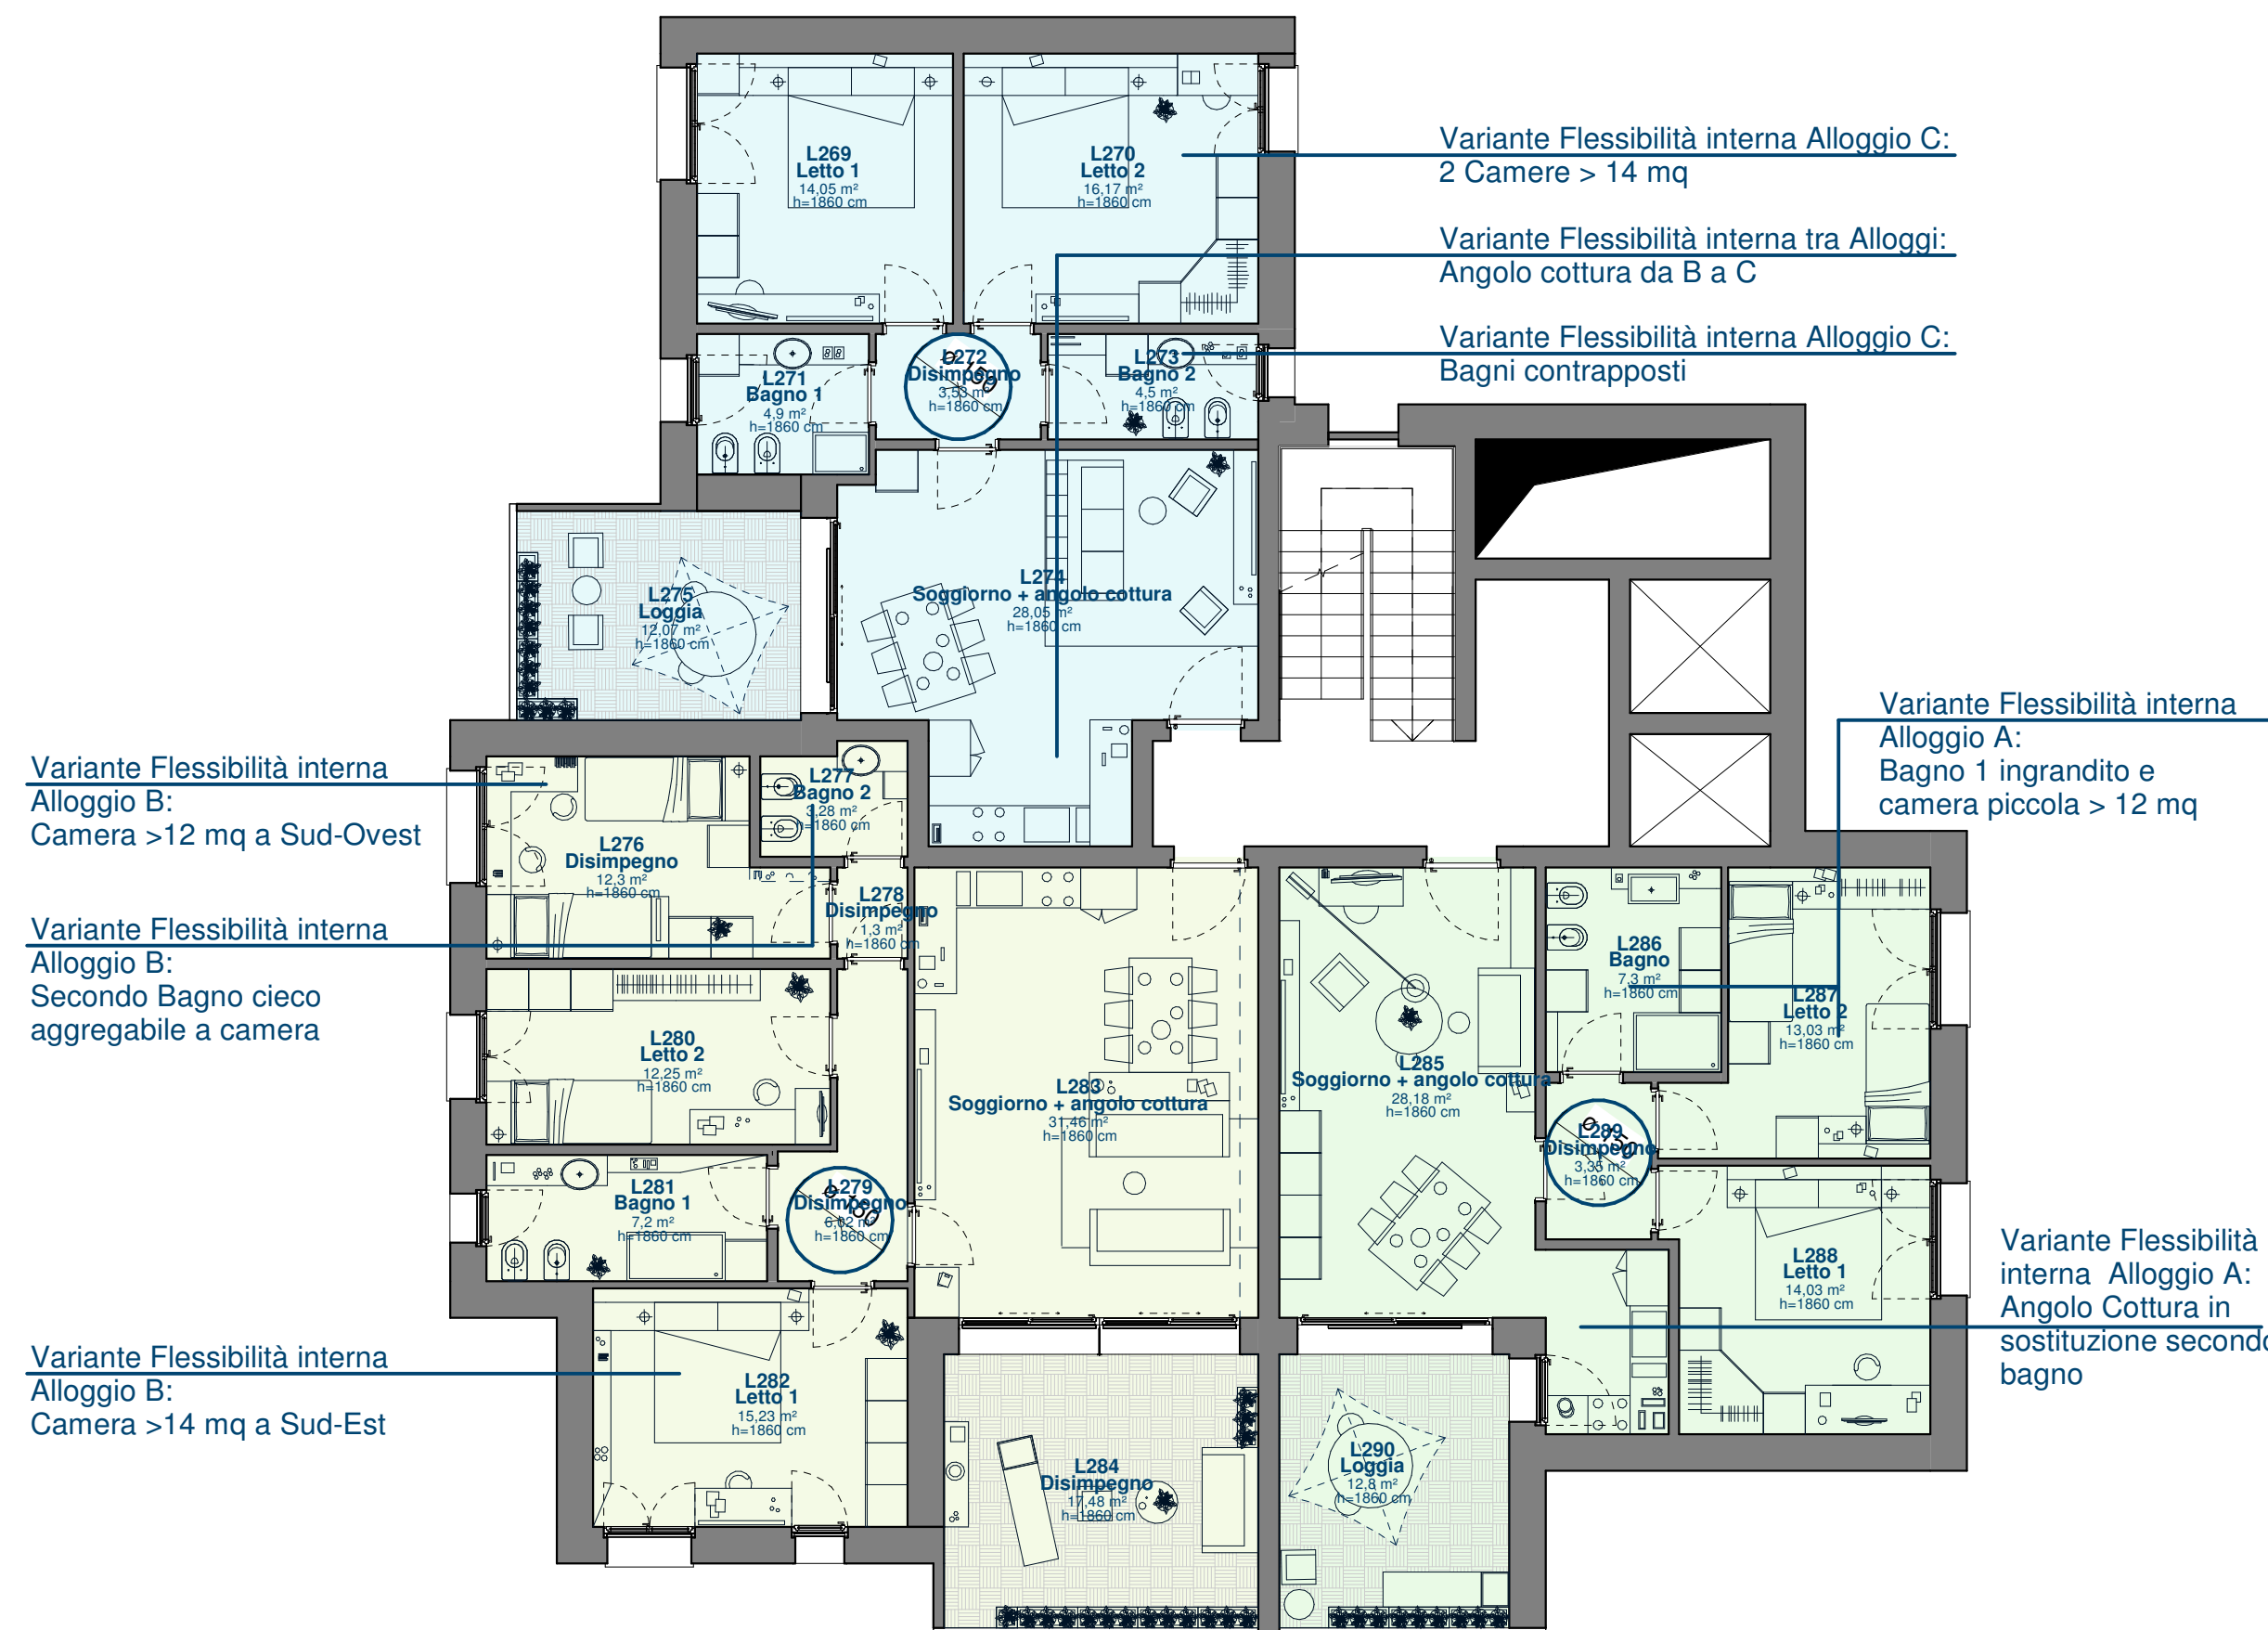 L269
Letto 1
14,05 m²
h=1860 cm
L270
Letto 2
16,17 m²
h=1860 cm
Variante Flessibilità interna Alloggio C:
2 Camere > 14 mq
Variante Flessibilità interna tra Alloggi:
Angolo cottura da B a C
Variante Flessibilità interna Alloggio C:
Bagni contrapposti
L271
Bagno 1
4,9 m²
h=1860 cm
L272
Disimpegno
3,53 m²
h=1860 cm
ø 150
L273
Bagno 2
4,5 m²
h=1860 cm
L274
Soggiorno + angolo cottura
28,05 m²
h=1860 cm
L275
Loggia
12,07 m²
h=1860 cm
Variante Flessibilità interna
Alloggio A:
Bagno 1 ingrandito e
camera piccola > 12 mq
Variante Flessibilità interna
Alloggio B:
Camera >12 mq a Sud-Ovest
L276
Disimpegno
12,3 m²
h=1860 cm
L277
Bagno 2
3,28 m²
h=1860 cm
L278
Disimpegno
1,3 m²
h=1860 cm
Variante Flessibilità interna
Alloggio B:
Secondo Bagno cieco
aggregabile a camera
L280
Letto 2
12,25 m²
h=1860 cm
L283
Soggiorno + angolo cottura
31,46 m²
h=1860 cm
L285
Soggiorno + angolo cottura
28,18 m²
h=1860 cm
L286
Bagno
7,3 m²
h=1860 cm
L287
Letto 2
13,03 m²
h=1860 cm
L281
Bagno 1
7,2 m²
h=1860 cm
L279
Disimpegno
6,02 m²
h=1860 cm
ø 150
L289
Disimpegno
3,35 m²
h=1860 cm
ø 150
L288
Letto 1
14,03 m²
h=1860 cm
Variante Flessibilità
interna Alloggio A:
Angolo Cottura in
sostituzione secondo
bagno
Variante Flessibilità interna
Alloggio B:
Camera >14 mq a Sud-Est
L282
Letto 1
15,23 m²
h=1860 cm
L284
Disimpegno
17,48 m²
h=1860 cm
L290
Loggia
12,8 m²
h=1860 cm